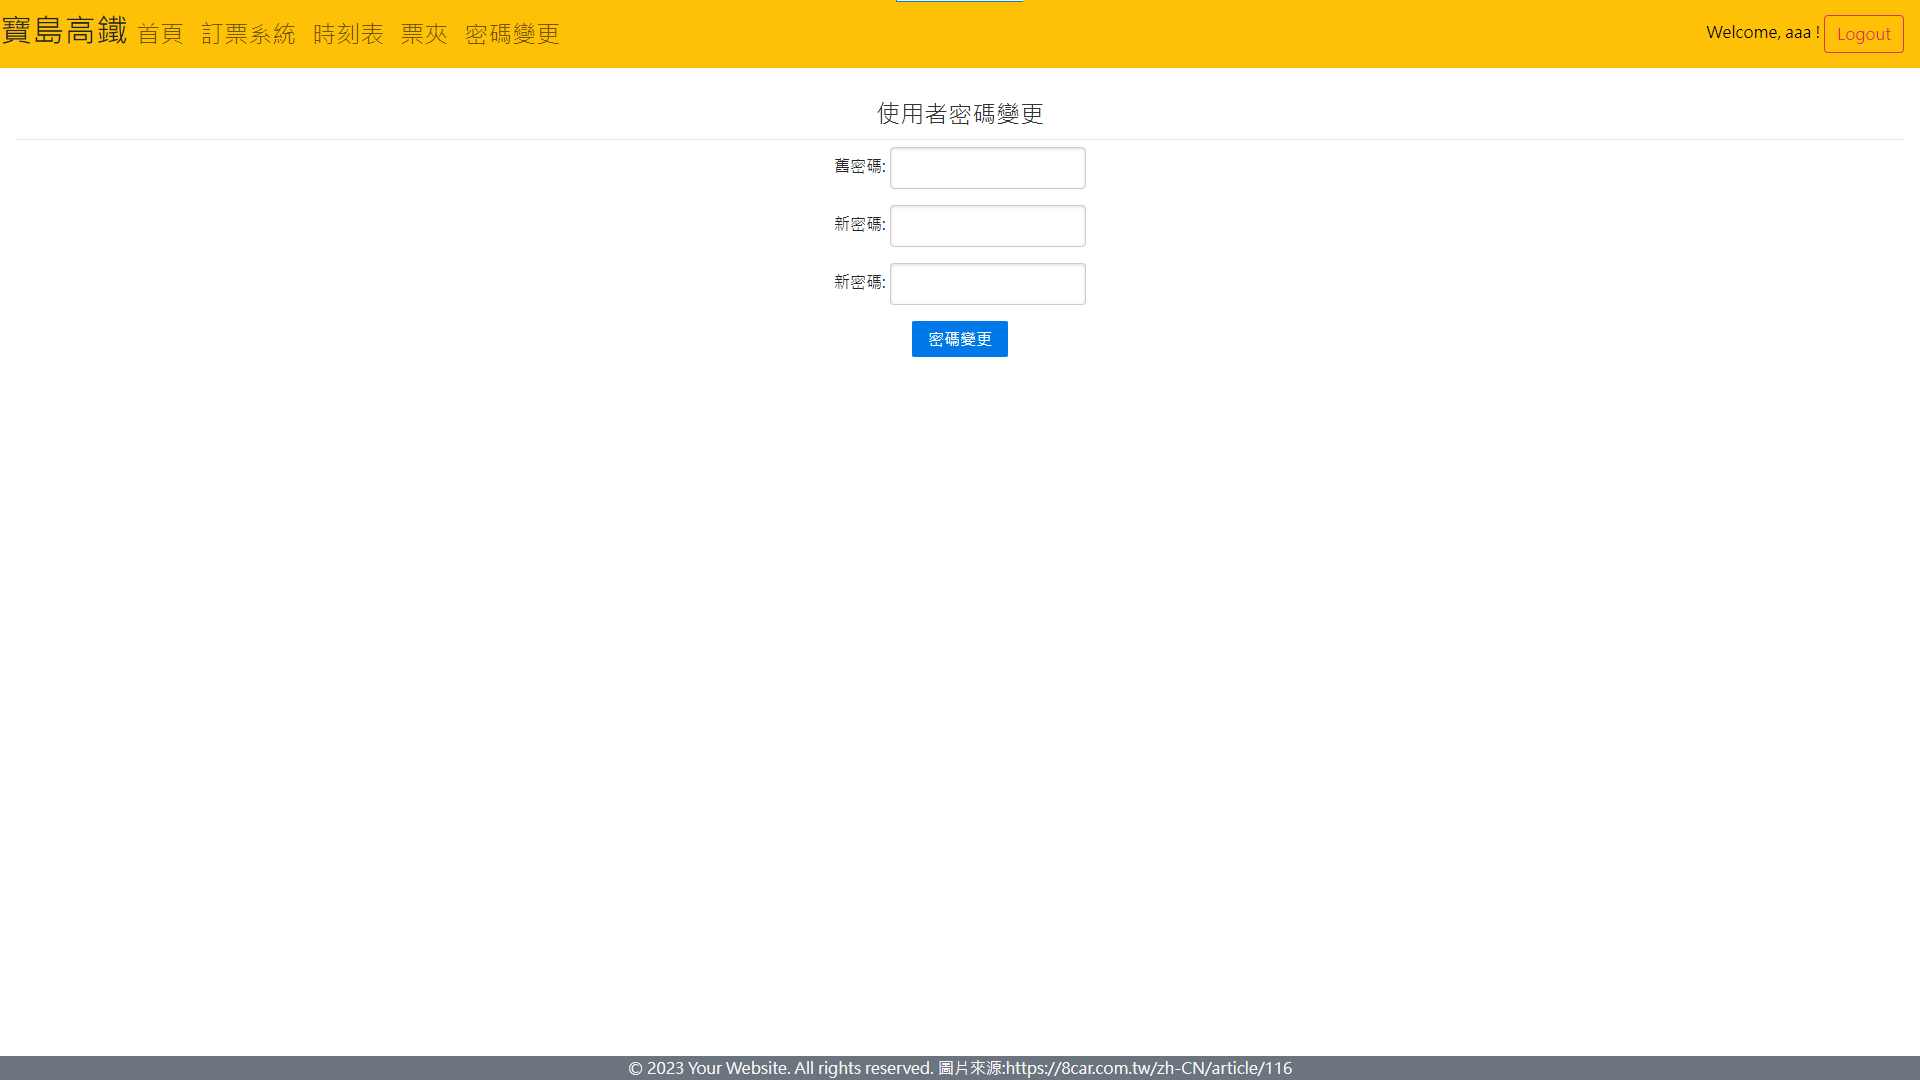 寶島高鐵 首頁 訂票系統 時刻表 票夾 密碼變更 Welcome, aaa ! Logout
使用者密碼變更
舊密碼:
新密碼:
新密碼:
密碼變更
© 2023 Your Website. All rights reserved. 圖片來源:https://8car.com.tw/zh-CN/article/116